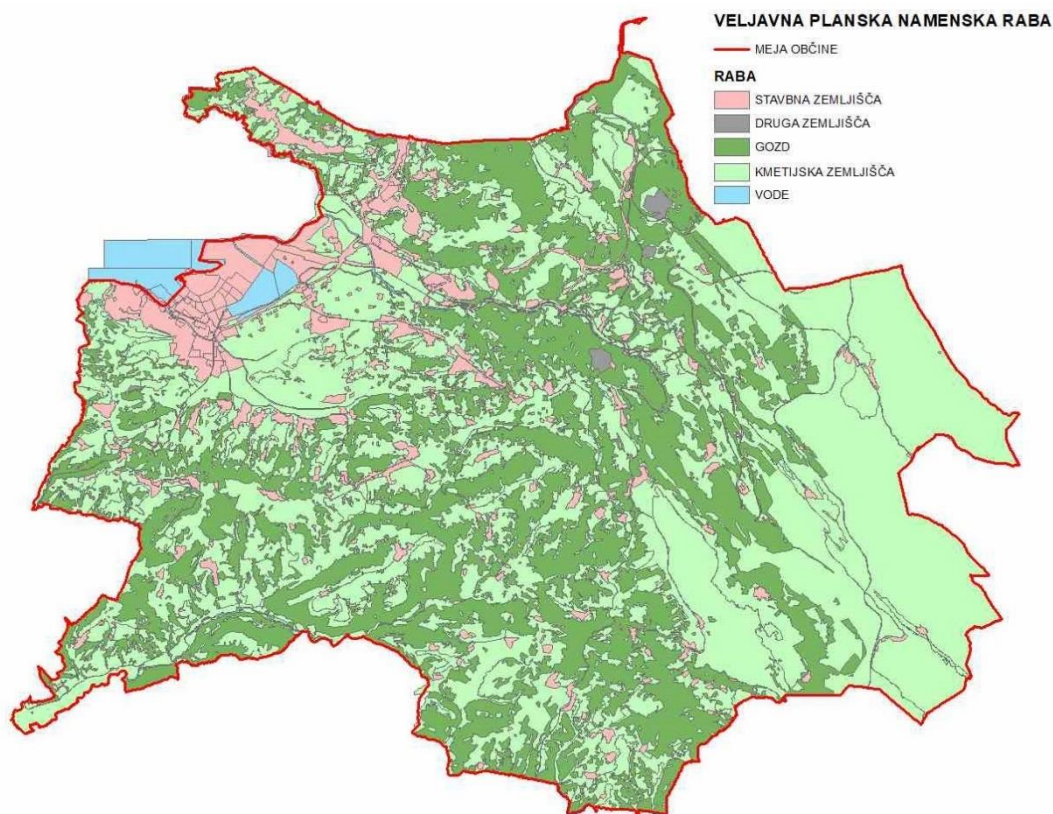 VELJAVNA PLANSKA NAMENSKA RABA
MEJA OBČINE
RABA
STAVBNA ZEMLJIŠČA
DRUGA ZEMLJIŠČA
GOZD
KMETIJSKA ZEMLJIŠČA
VODE